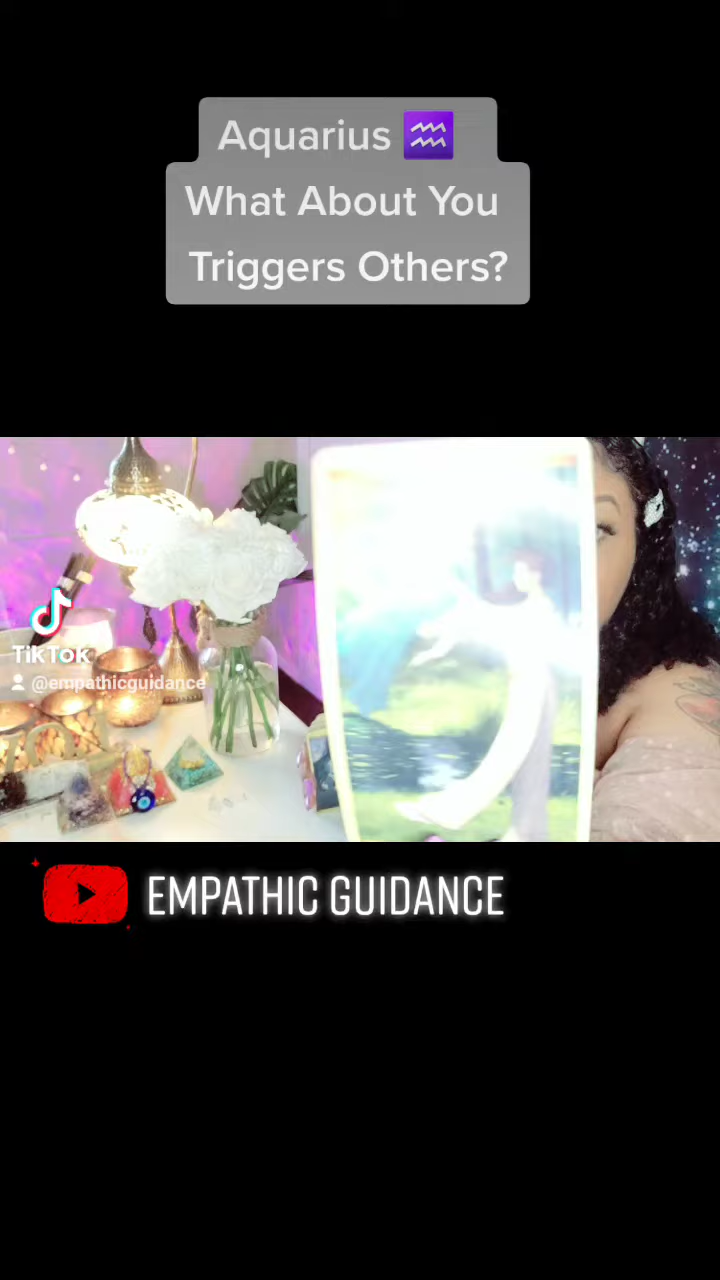 Aquarius ♒
What About You
Triggers Others?
TikTok
@empathicguidance
EMPATHIC GUIDANCE